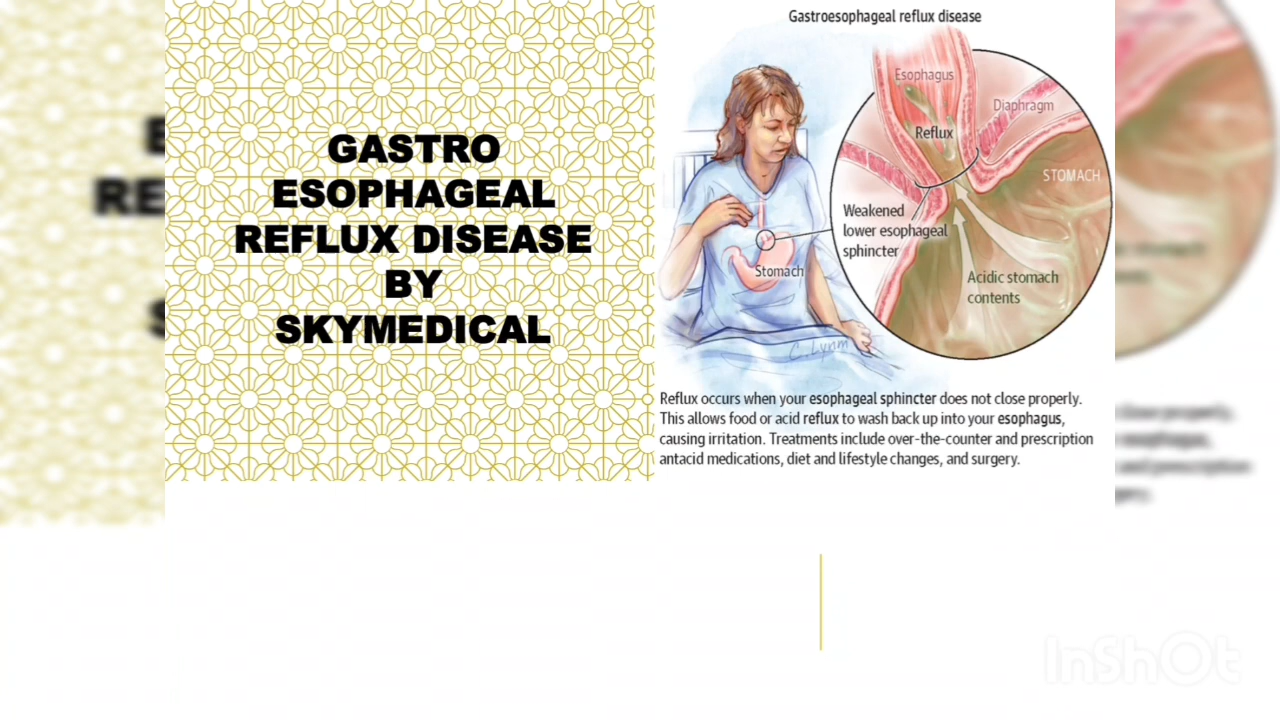 GASTRO
ESOPHAGEAL
REFLUX DISEASE
BY
SKYMEDICAL
Gastroesophageal reflux disease
Esophagus
Diaphragm
Reflux
STOMACH
Weakened
lower esophageal
sphincter
Stomach
Acidic stomach
contents
C. Lynm
Reflux occurs when your esophageal sphincter does not close properly.
This allows food or acid reflux to wash back up into your esophagus,
causing irritation. Treatments include over-the-counter and prescription
antacid medications, diet and lifestyle changes, and surgery.
InShOt